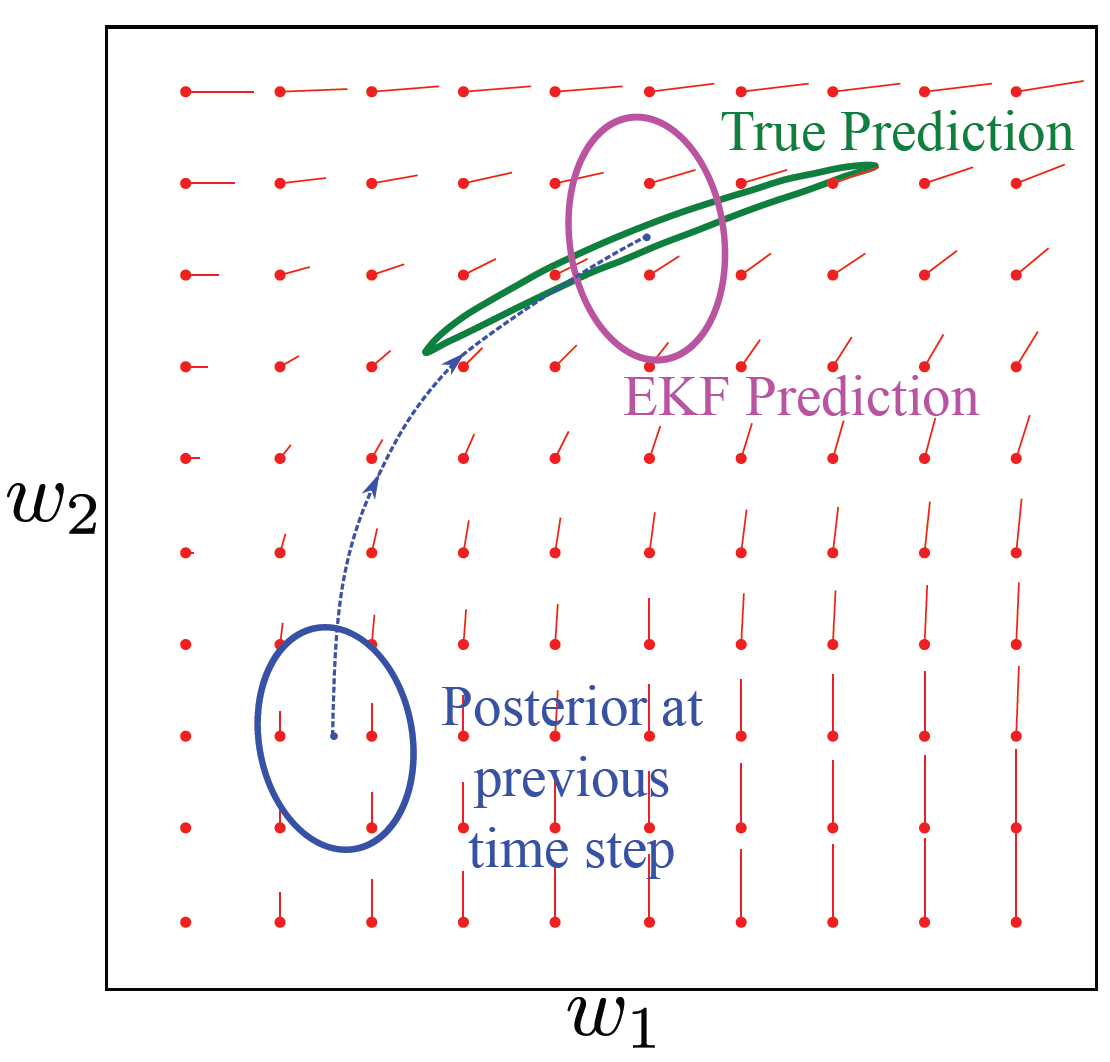 True Prediction
EKF Prediction
w₂
Posterior at
previous
time step
w₁